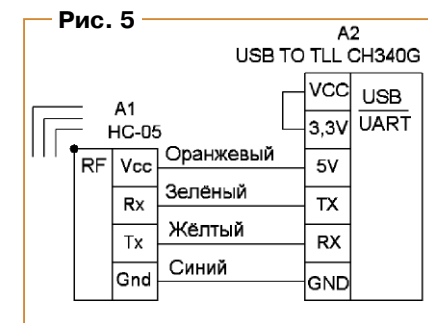 Рис. 5
A2
USB TO TLL CH340G
A1
HC-05
RF
Vcc
Rx
Tx
Gnd
Оранжевый
Зелёный
Жёлтый
Синий
VCC
3,3V
5V
TX
RX
GND
USB
UART